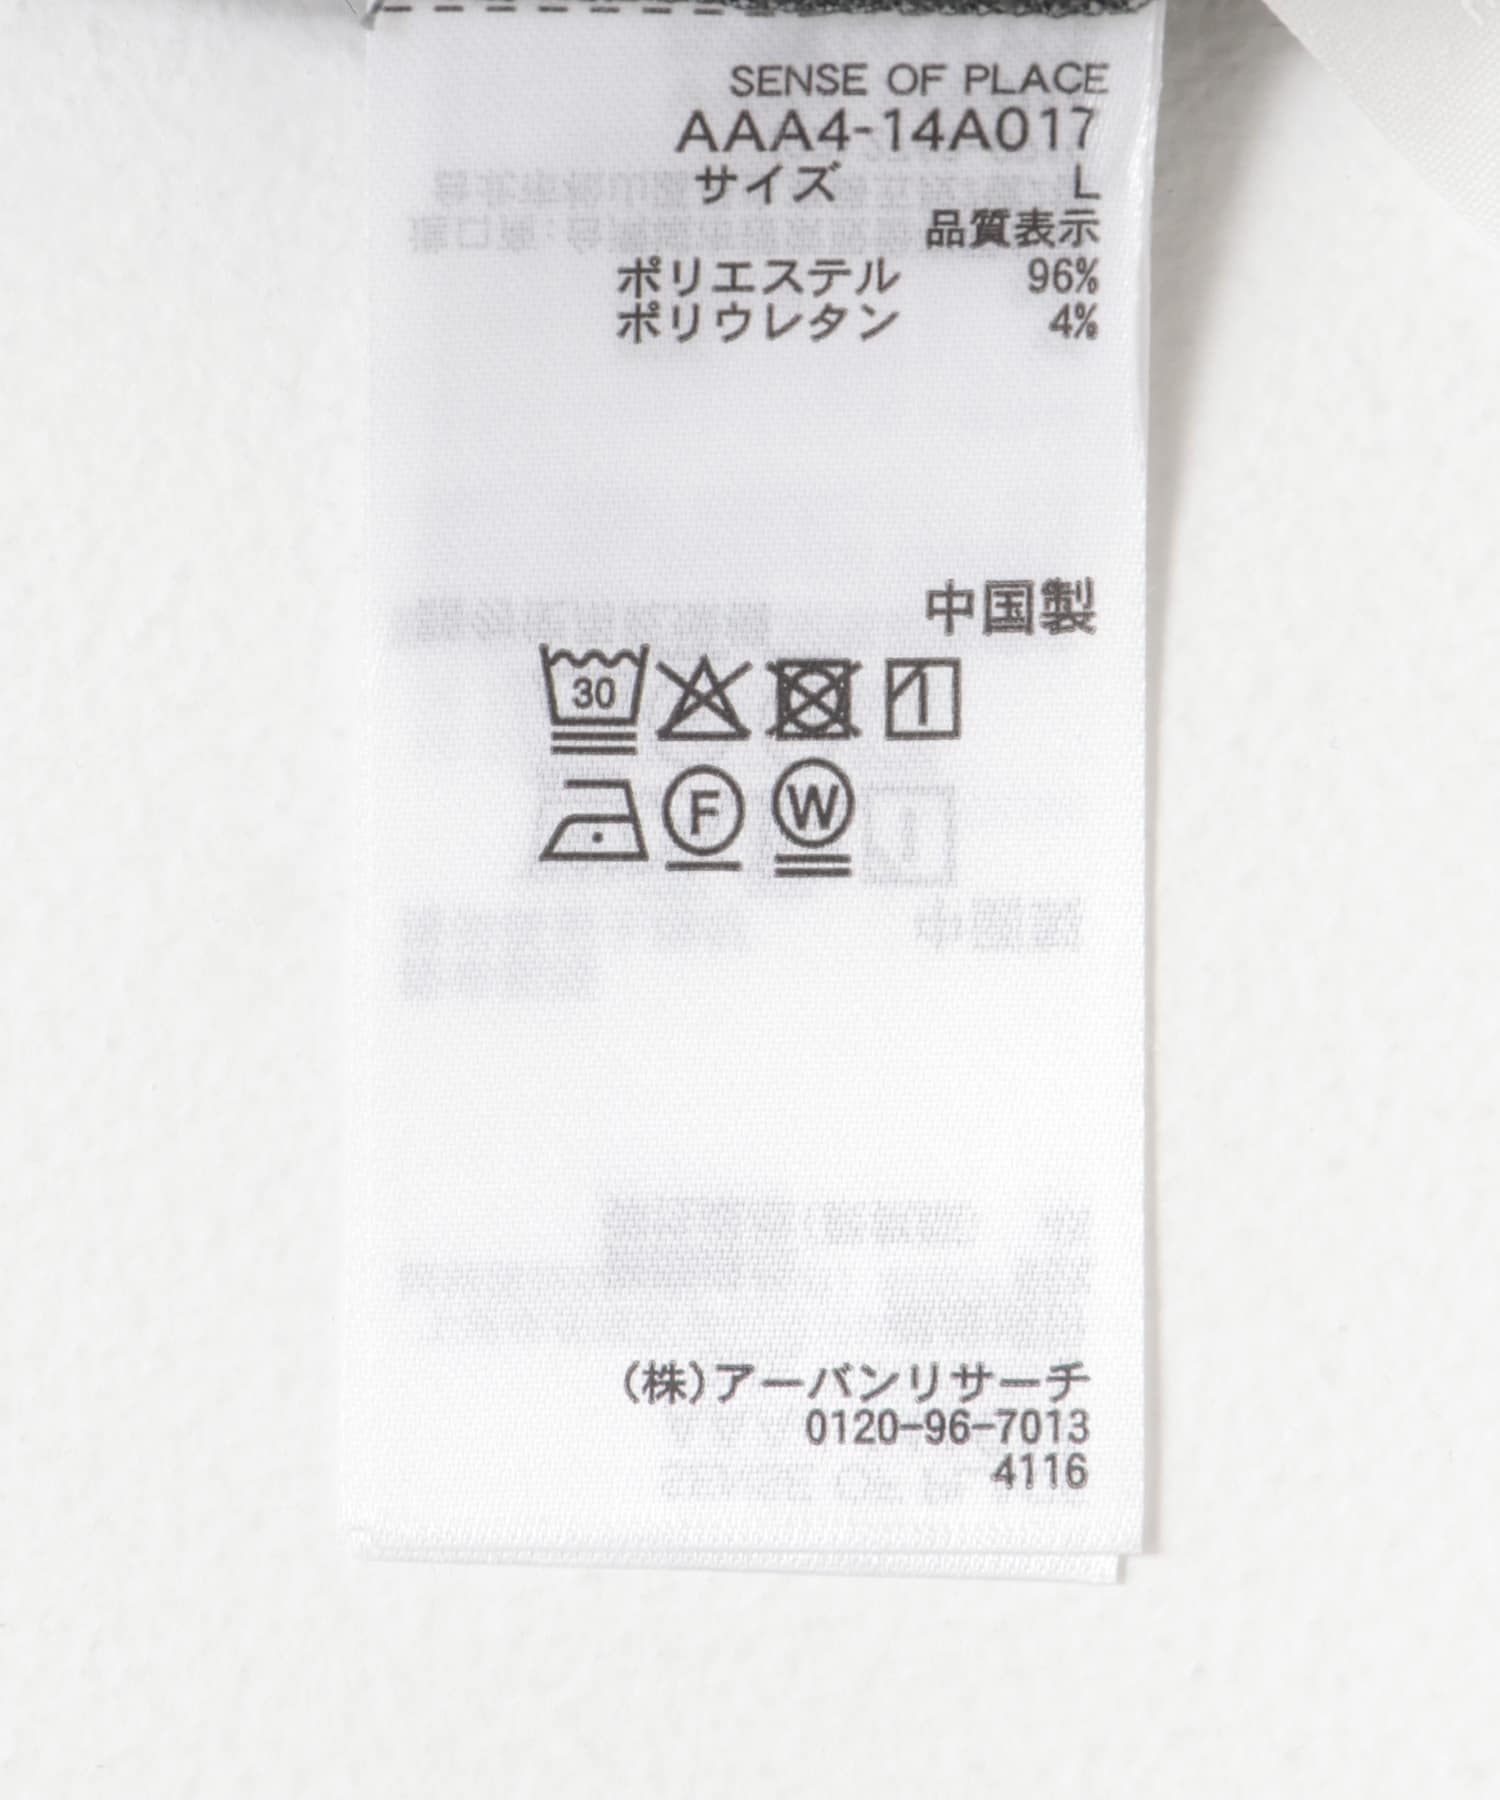 SENSE OF PLACE
AAA4-14A017
サイズ L
品質表示
ポリエステル 96%
ポリウレタン 4%
中国製
30
F W
(株)アーバンリサーチ
0120-96-7013
4116